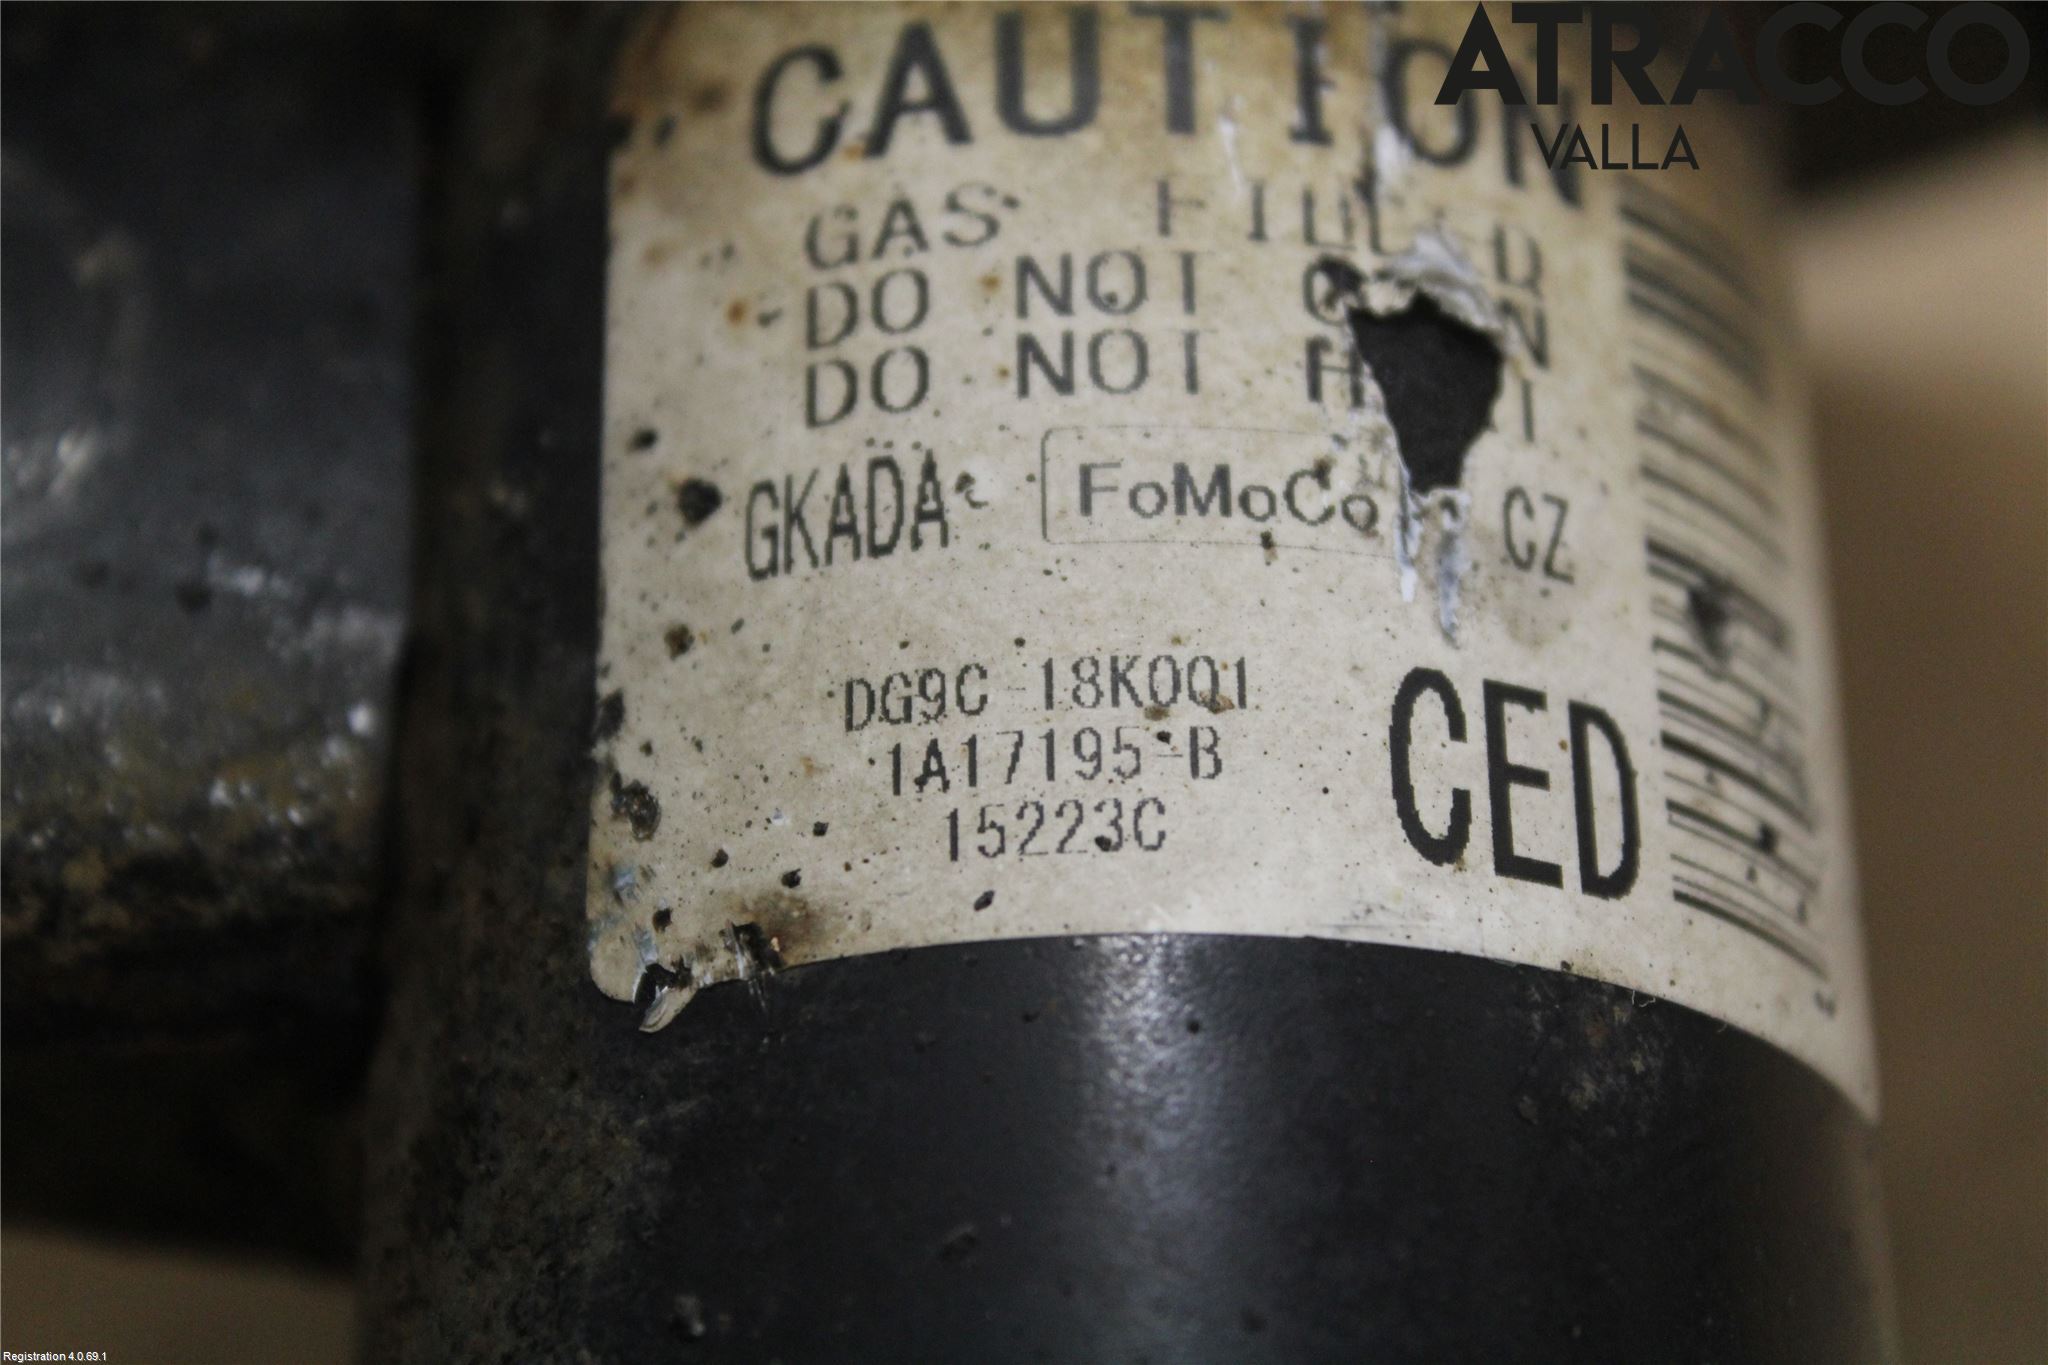 ATRACCO
VALLA
CAUTION
GAS FILLED
DO NOT
DO NOT
GKADA FoMoCo CZ
DG9C-18K001
1A17195-B
15223C
CED
Registration 4.0.69.1